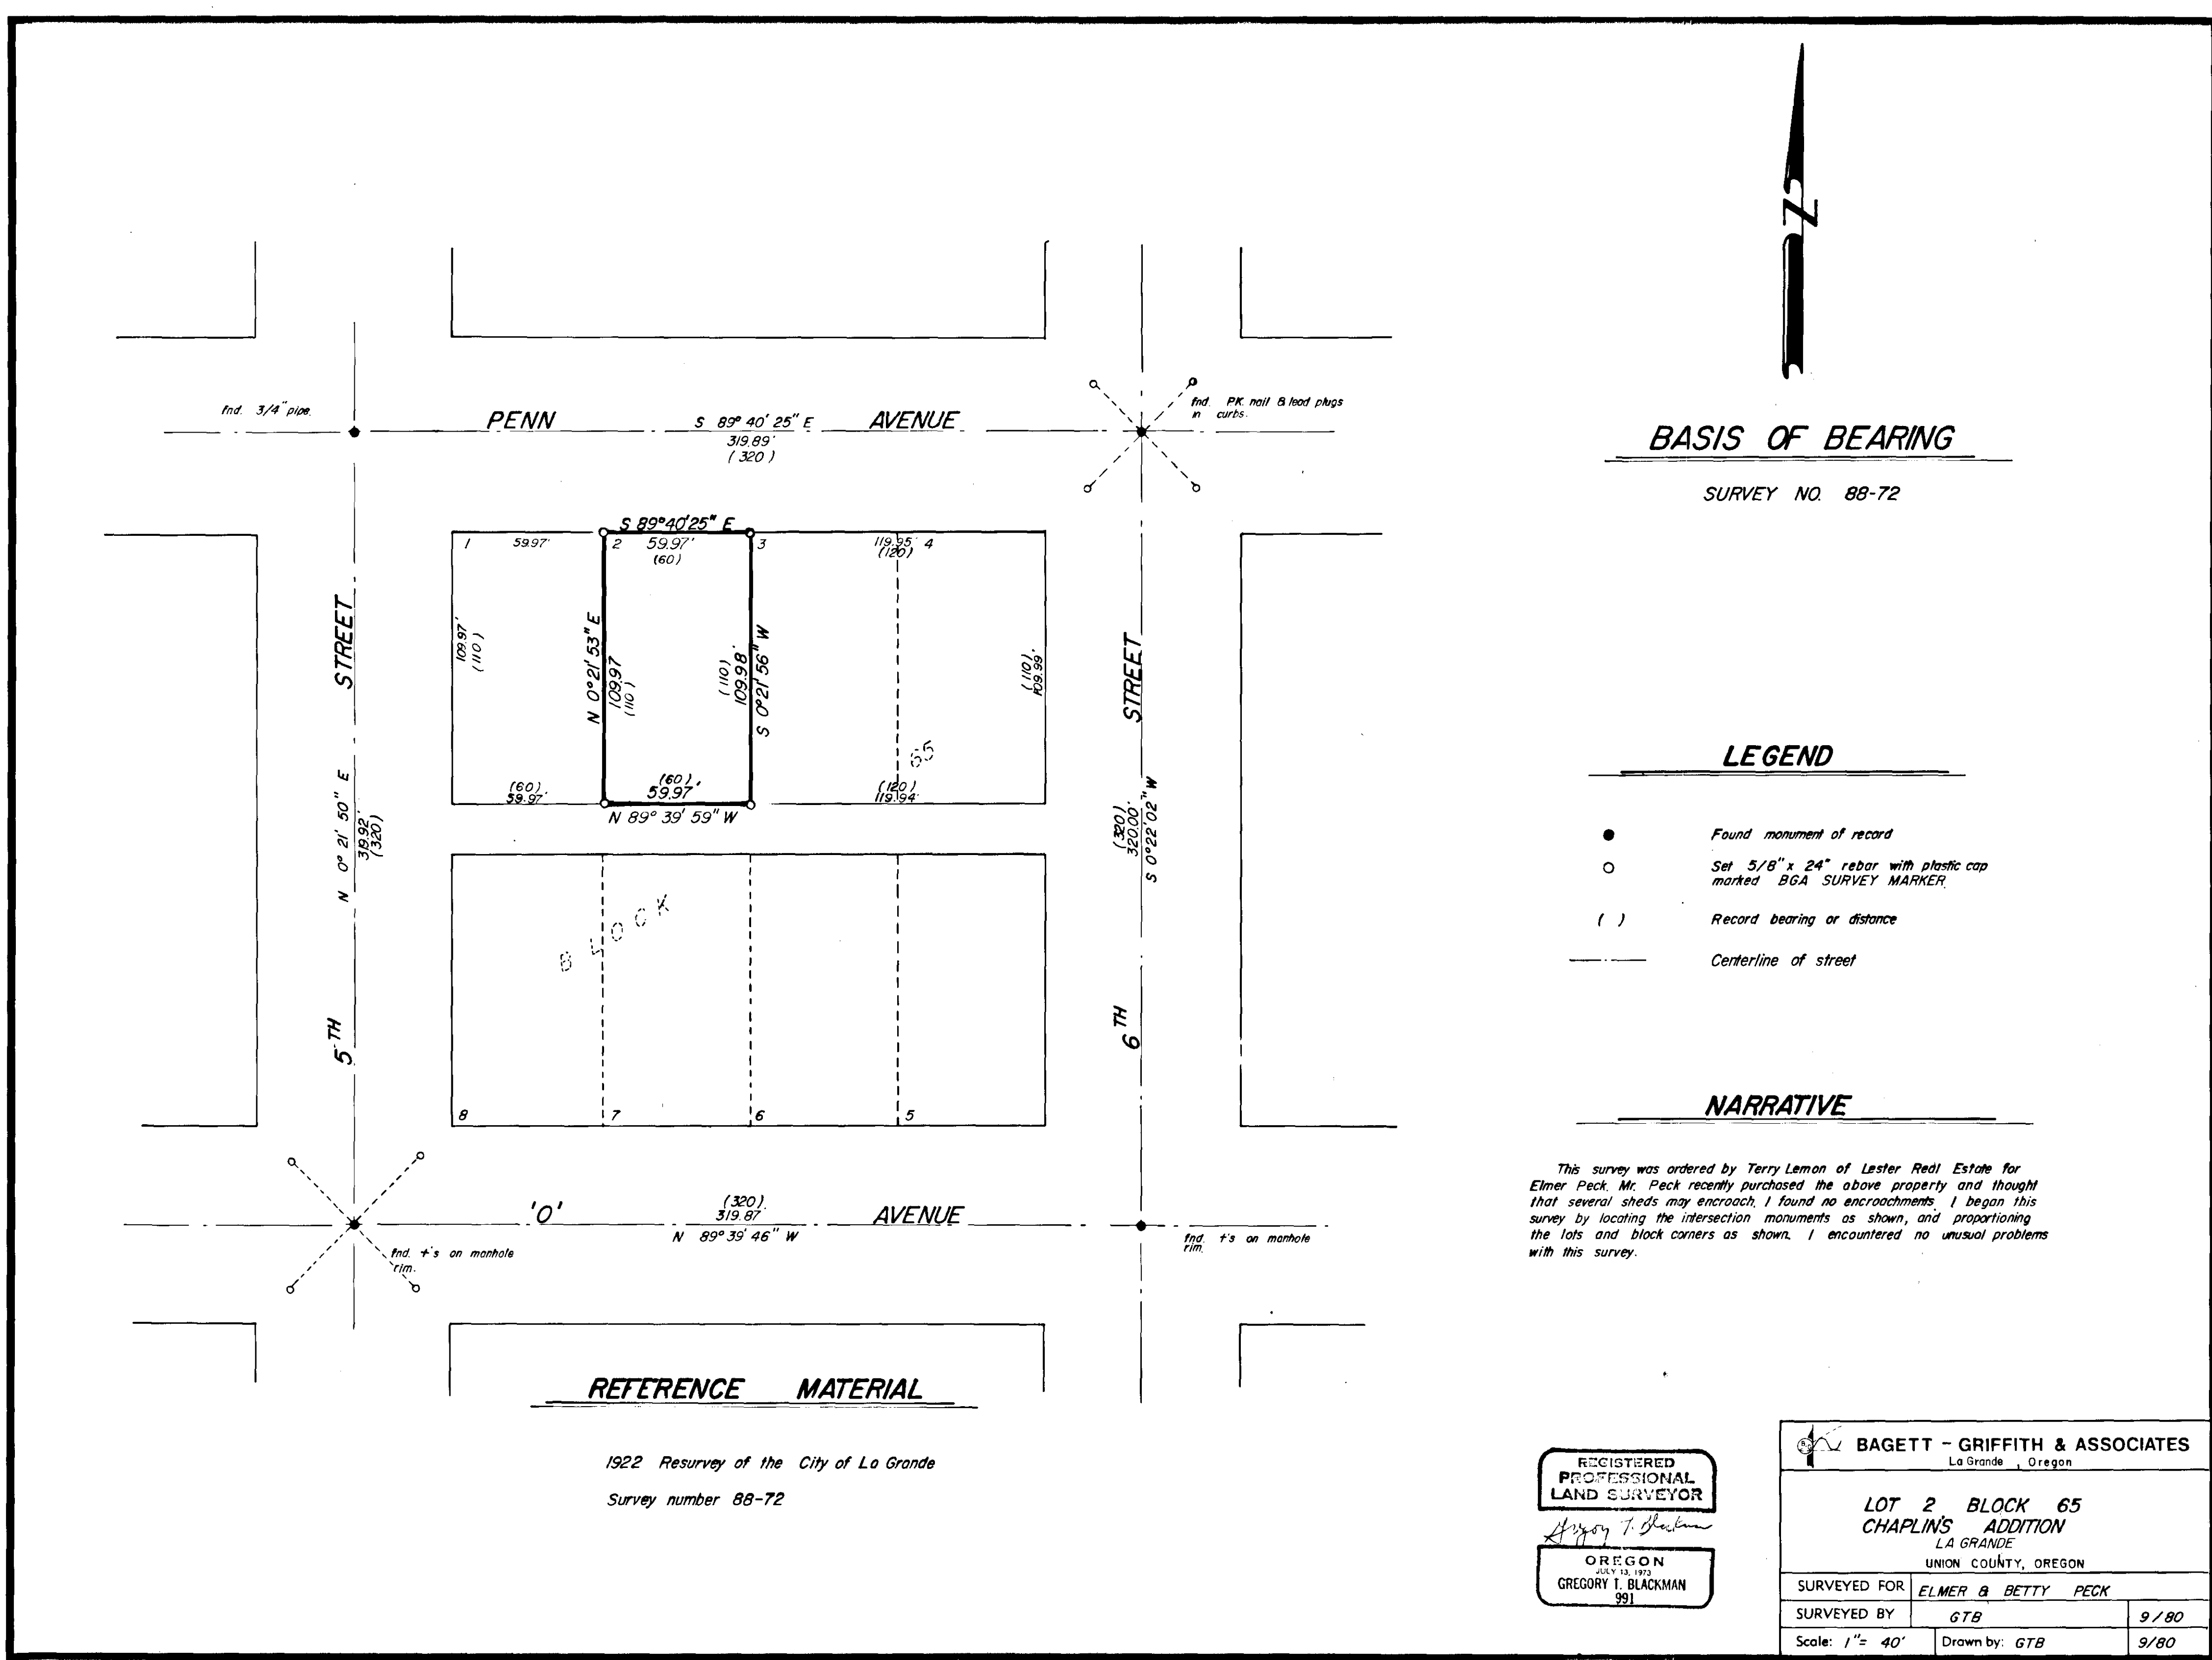 fnd. 3/4" pipe.
PENN AVENUE
S 89° 40' 25" E
319.89'
( 320 )
fnd. PK. nail & lead plugs
in curbs.
S 89°40'25" E
1 59.97' 2 59.97' 3 119.95' 4
(60) (120)
109.97'
(110)
N 0°21' 53" E
109.97
(110)
(110)
109.98'
S 0°21' 56" W
(110)
109.99'
65
(60) (60) (120)
59.97' 59.97' 119.94'
N 89° 39' 59" W
5 TH STREET
N 0° 21' 50" E
319.92'
(320)
6 TH STREET
(320)
320.00'
S 0°22' 02" W
BLOCK
8 7 6 5
'O' AVENUE
(320)
319.87
N 89° 39' 46" W
fnd. +'s on manhole
rim.
fnd. +'s on manhole
rim.
REFERENCE MATERIAL
1922 Resurvey of the City of La Grande
Survey number 88-72
N
BASIS OF BEARING
SURVEY NO. 88-72
LEGEND
Found monument of record
Set 5/8" x 24" rebar with plastic cap
marked BGA SURVEY MARKER.
( ) Record bearing or distance
Centerline of street
NARRATIVE
This survey was ordered by Terry Lemon of Lester Real Estate for
Elmer Peck. Mr. Peck recently purchased the above property and thought
that several sheds may encroach. I found no encroachments. I began this
survey by locating the intersection monuments as shown, and proportioning
the lots and block corners as shown. I encountered no unusual problems
with this survey.
REGISTERED
PROFESSIONAL
LAND SURVEYOR
Gregory T. Blackman
OREGON
JULY 13, 1973
GREGORY T. BLACKMAN
991
BAGETT - GRIFFITH & ASSOCIATES
La Grande , Oregon
LOT 2 BLOCK 65
CHAPLIN'S ADDITION
LA GRANDE
UNION COUNTY, OREGON
SURVEYED FOR ELMER & BETTY PECK
SURVEYED BY GTB 9/80
Scale: 1"= 40' Drawn by: GTB 9/80